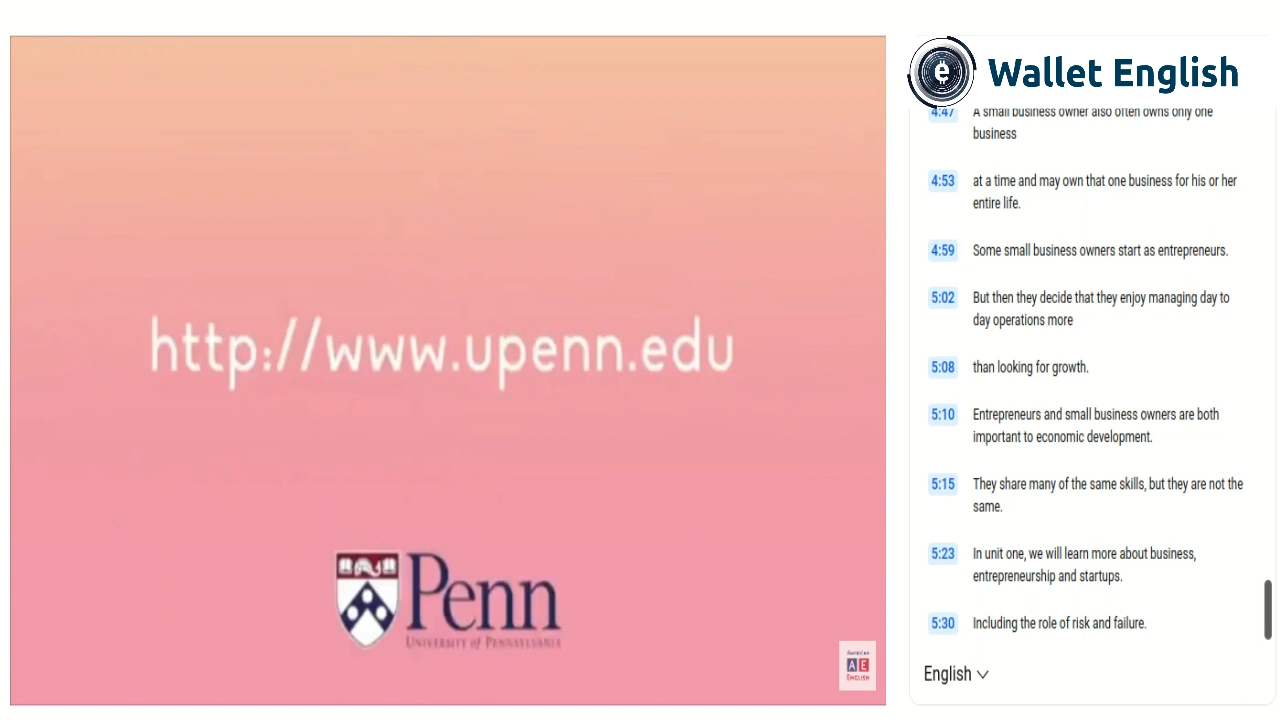 http://www.upenn.edu
Penn
UNIVERSITY of PENNSYLVANIA
American
AE
ENGLISH
e Wallet English
4:47 A small business owner also often owns only one
business
4:53 at a time and may own that one business for his or her
entire life.
4:59 Some small business owners start as entrepreneurs.
5:02 But then they decide that they enjoy managing day to
day operations more
5:08 than looking for growth.
5:10 Entrepreneurs and small business owners are both
important to economic development.
5:15 They share many of the same skills, but they are not the
same.
5:23 In unit one, we will learn more about business,
entrepreneurship and startups.
5:30 Including the role of risk and failure.
English